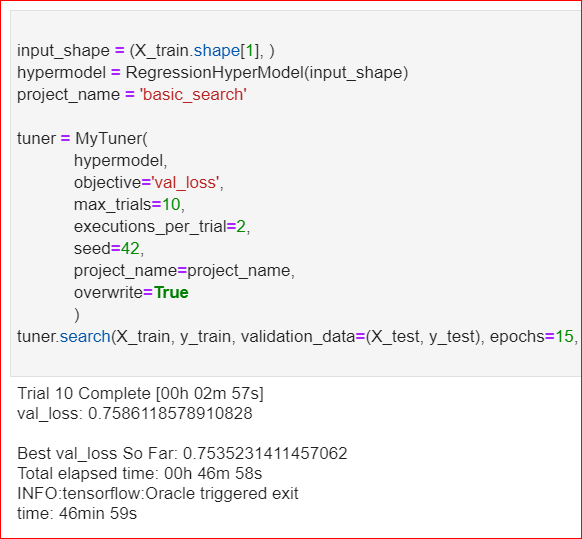 input_shape = (X_train.shape[1], )
hypermodel = RegressionHyperModel(input_shape)
project_name = 'basic_search'
tuner = MyTuner(
hypermodel,
objective='val_loss',
max_trials=10,
executions_per_trial=2,
seed=42,
project_name=project_name,
overwrite=True
)
tuner.search(X_train, y_train, validation_data=(X_test, y_test), epochs=15,
Trial 10 Complete [00h 02m 57s]
val_loss: 0.7586118578910828
Best val_loss So Far: 0.7535231411457062
Total elapsed time: 00h 46m 58s
INFO:tensorflow:Oracle triggered exit
time: 46min 59s